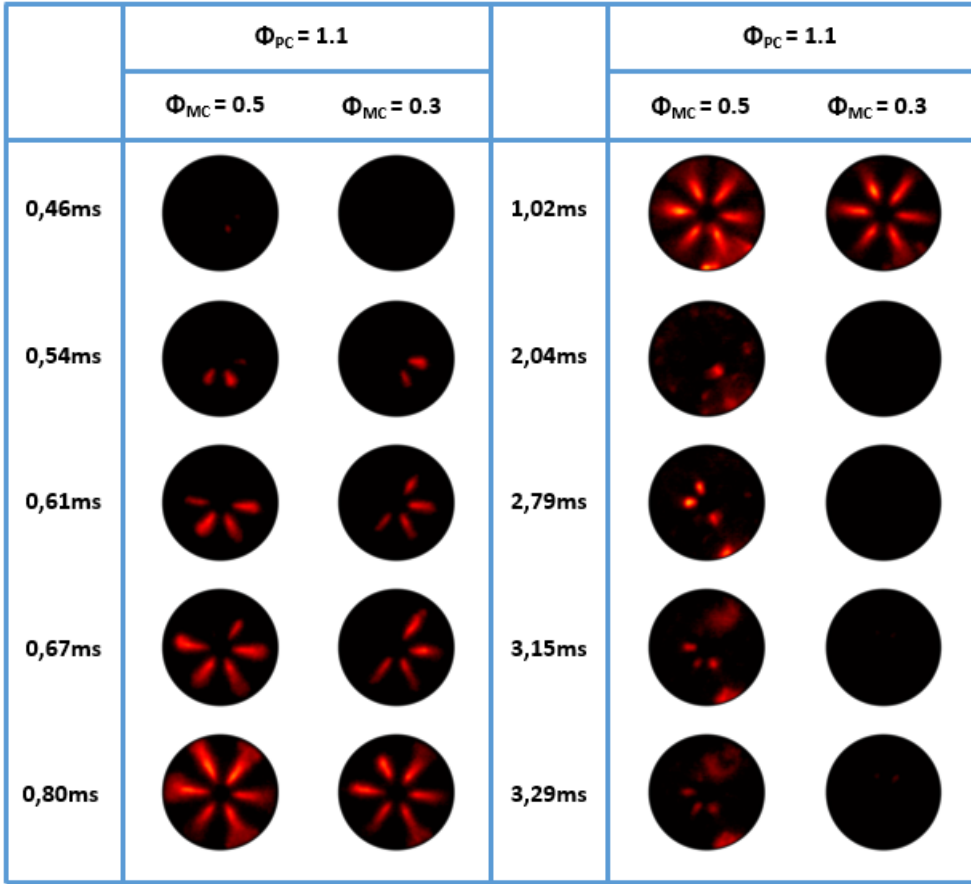 ΦPC = 1.1
ΦPC = 1.1
ΦMC = 0.5
ΦMC = 0.3
ΦMC = 0.5
ΦMC = 0.3
0,46ms
1,02ms
0,54ms
2,04ms
0,61ms
2,79ms
0,67ms
3,15ms
0,80ms
3,29ms